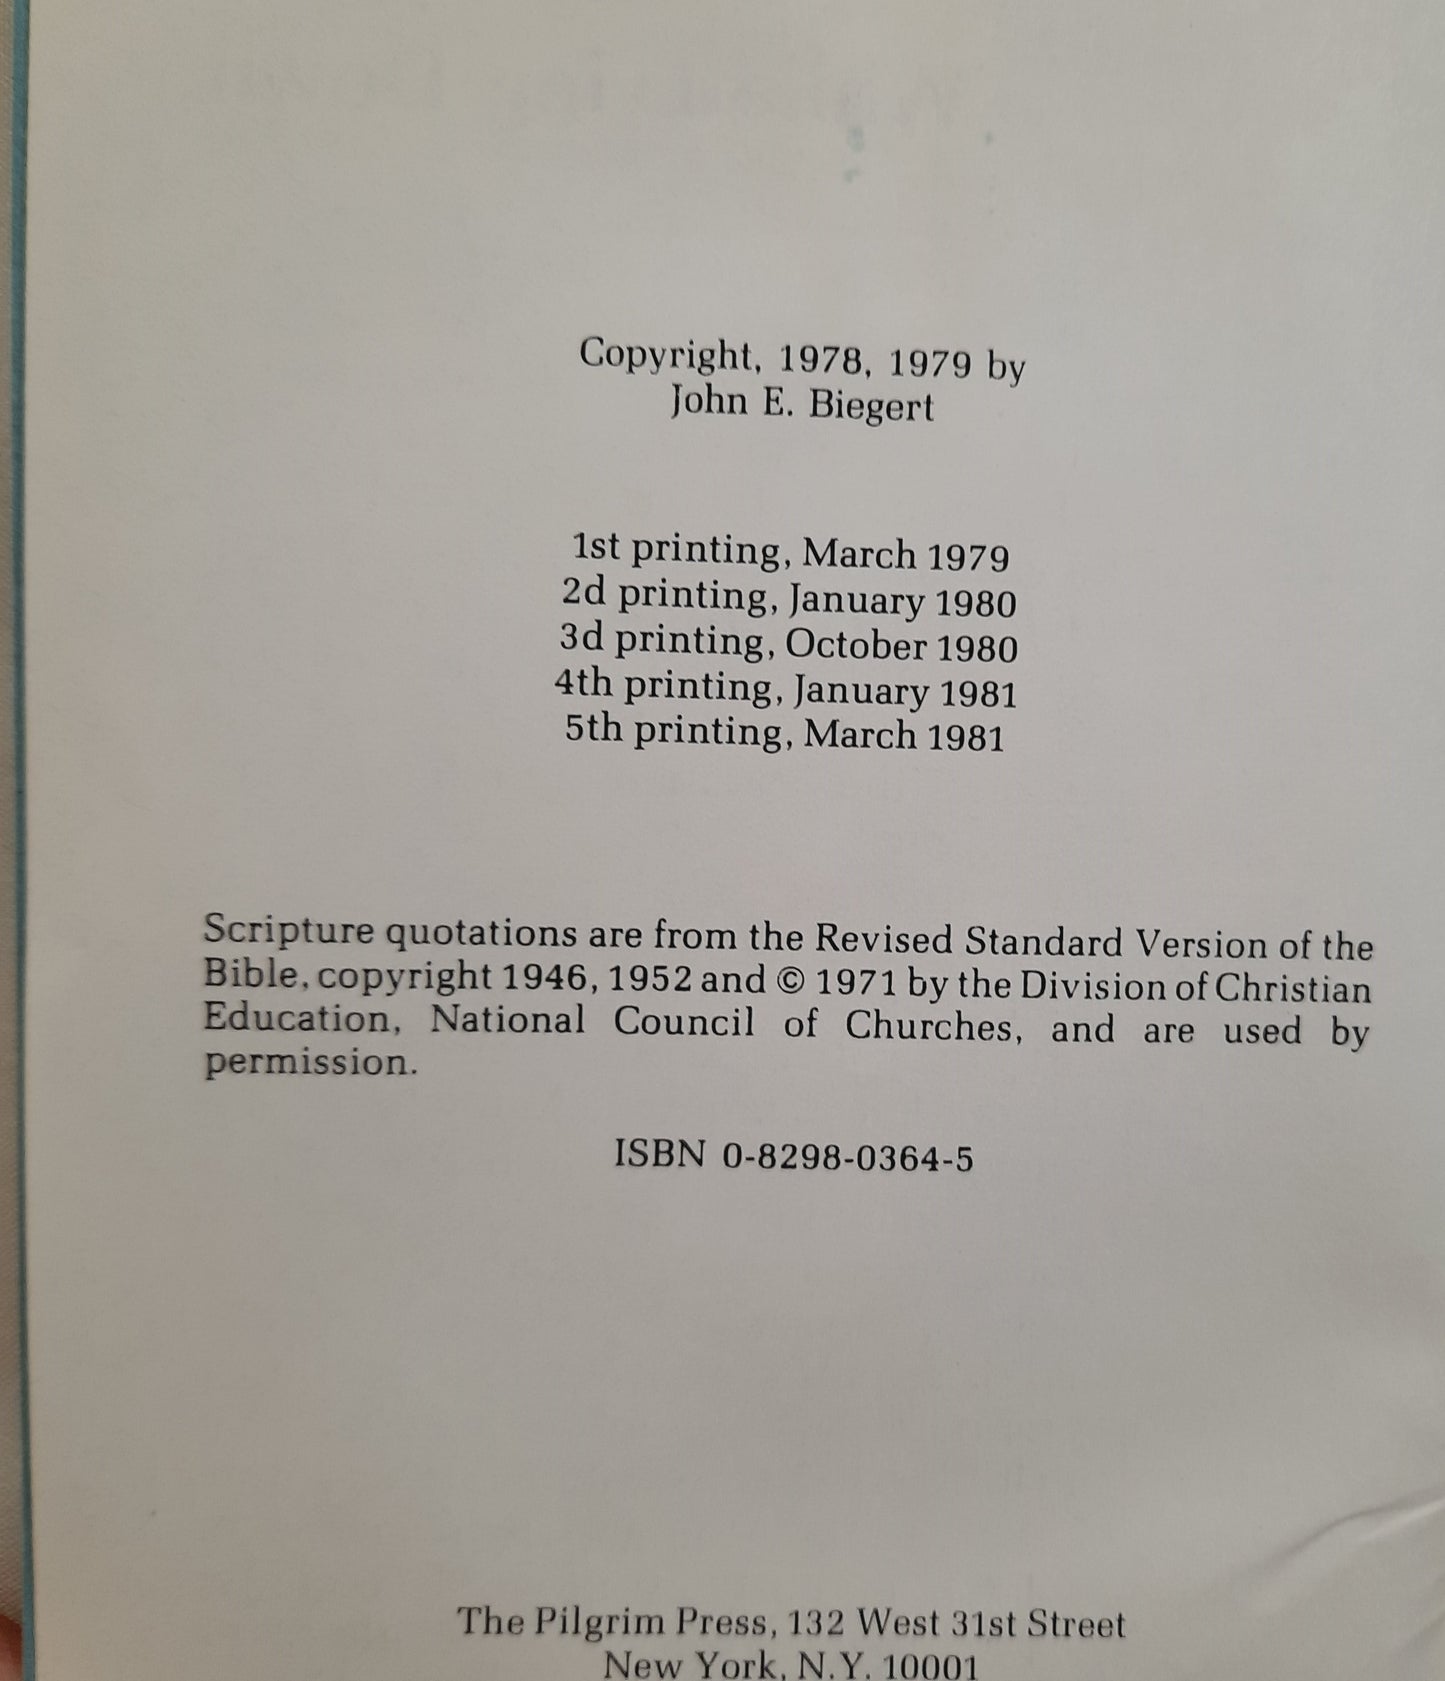 Copyright, 1978, 1979 by
John E. Biegert
1st printing, March 1979
2d printing, January 1980
3d printing, October 1980
4th printing, January 1981
5th printing, March 1981
Scripture quotations are from the Revised Standard Version of the
Bible, copyright 1946, 1952 and © 1971 by the Division of Christian
Education, National Council of Churches, and are used by
permission.
ISBN 0-8298-0364-5
The Pilgrim Press, 132 West 31st Street
New York, N.Y. 10001